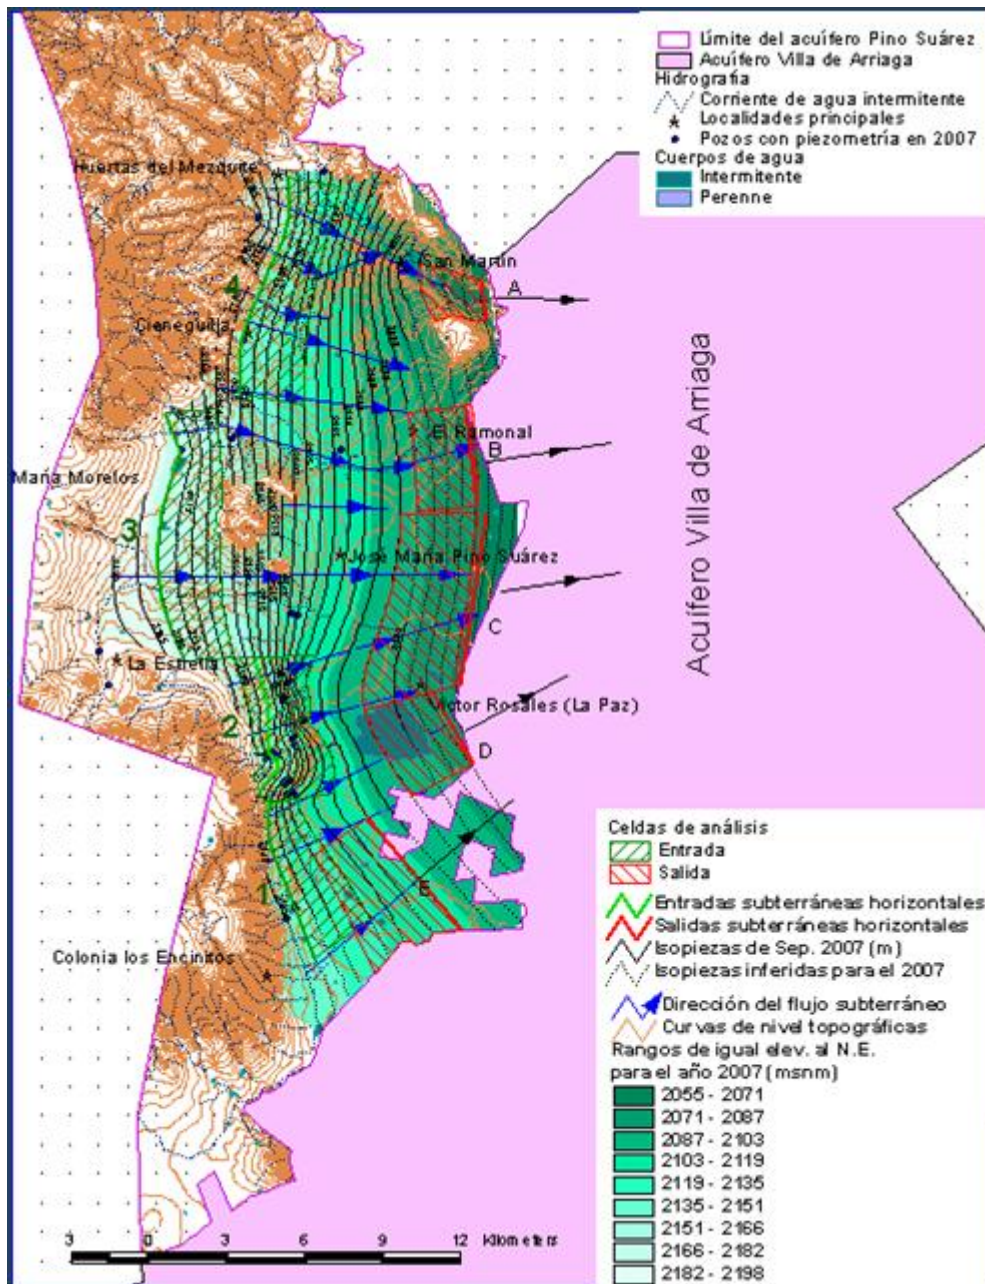 Límite del acuífero Pino Suárez
Acuífero Villa de Arriaga
Hidrografía
Corriente de agua intermitente
Localidades principales
Pozos con piezometría en 2007
Cuerpos de agua
Intermitente
Perenne
Huertas del Mezquite
San Martín
A
4
Cieneguilla
El Ramonal
B
María Morelos
3
José María Pino Suárez
Acuífero Villa de Arriaga
C
La Estrella
2
Victor Rosales (La Paz)
D
1
E
Colonia los Encinitos
Celdas de análisis
Entrada
Salida
Entradas subterráneas horizontales
Salidas subterráneas horizontales
Isopiezas de Sep. 2007 (m)
Isopiezas inferidas para el 2007
Dirección del flujo subterráneo
Curvas de nivel topográficas
Rangos de igual elev. al N.E.
para el año 2007 (msnm)
2055 - 2071
2071 - 2087
2087 - 2103
2103 - 2119
2119 - 2135
2135 - 2151
2151 - 2166
2166 - 2182
2182 - 2198
3 0 3 6 9 12 Kilometers